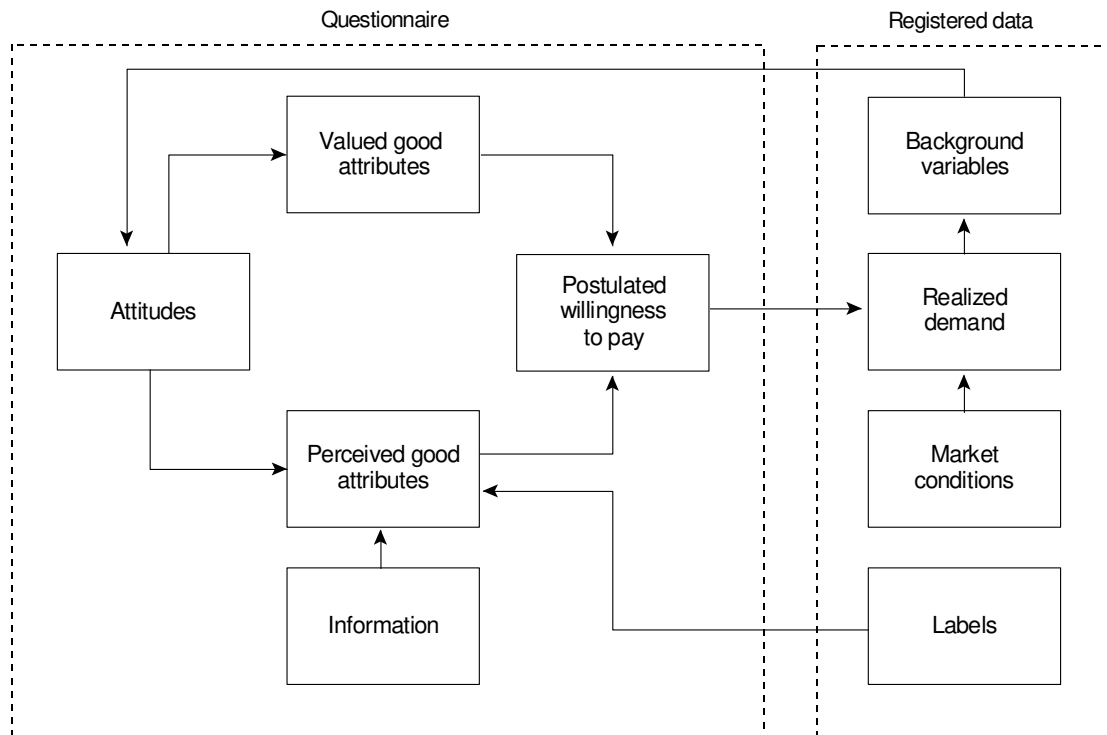 Questionnaire
Registered data
Valued good
attributes
Background
variables
Attitudes
Postulated
willingness
to pay
Realized
demand
Perceived good
attributes
Market
conditions
Information
Labels